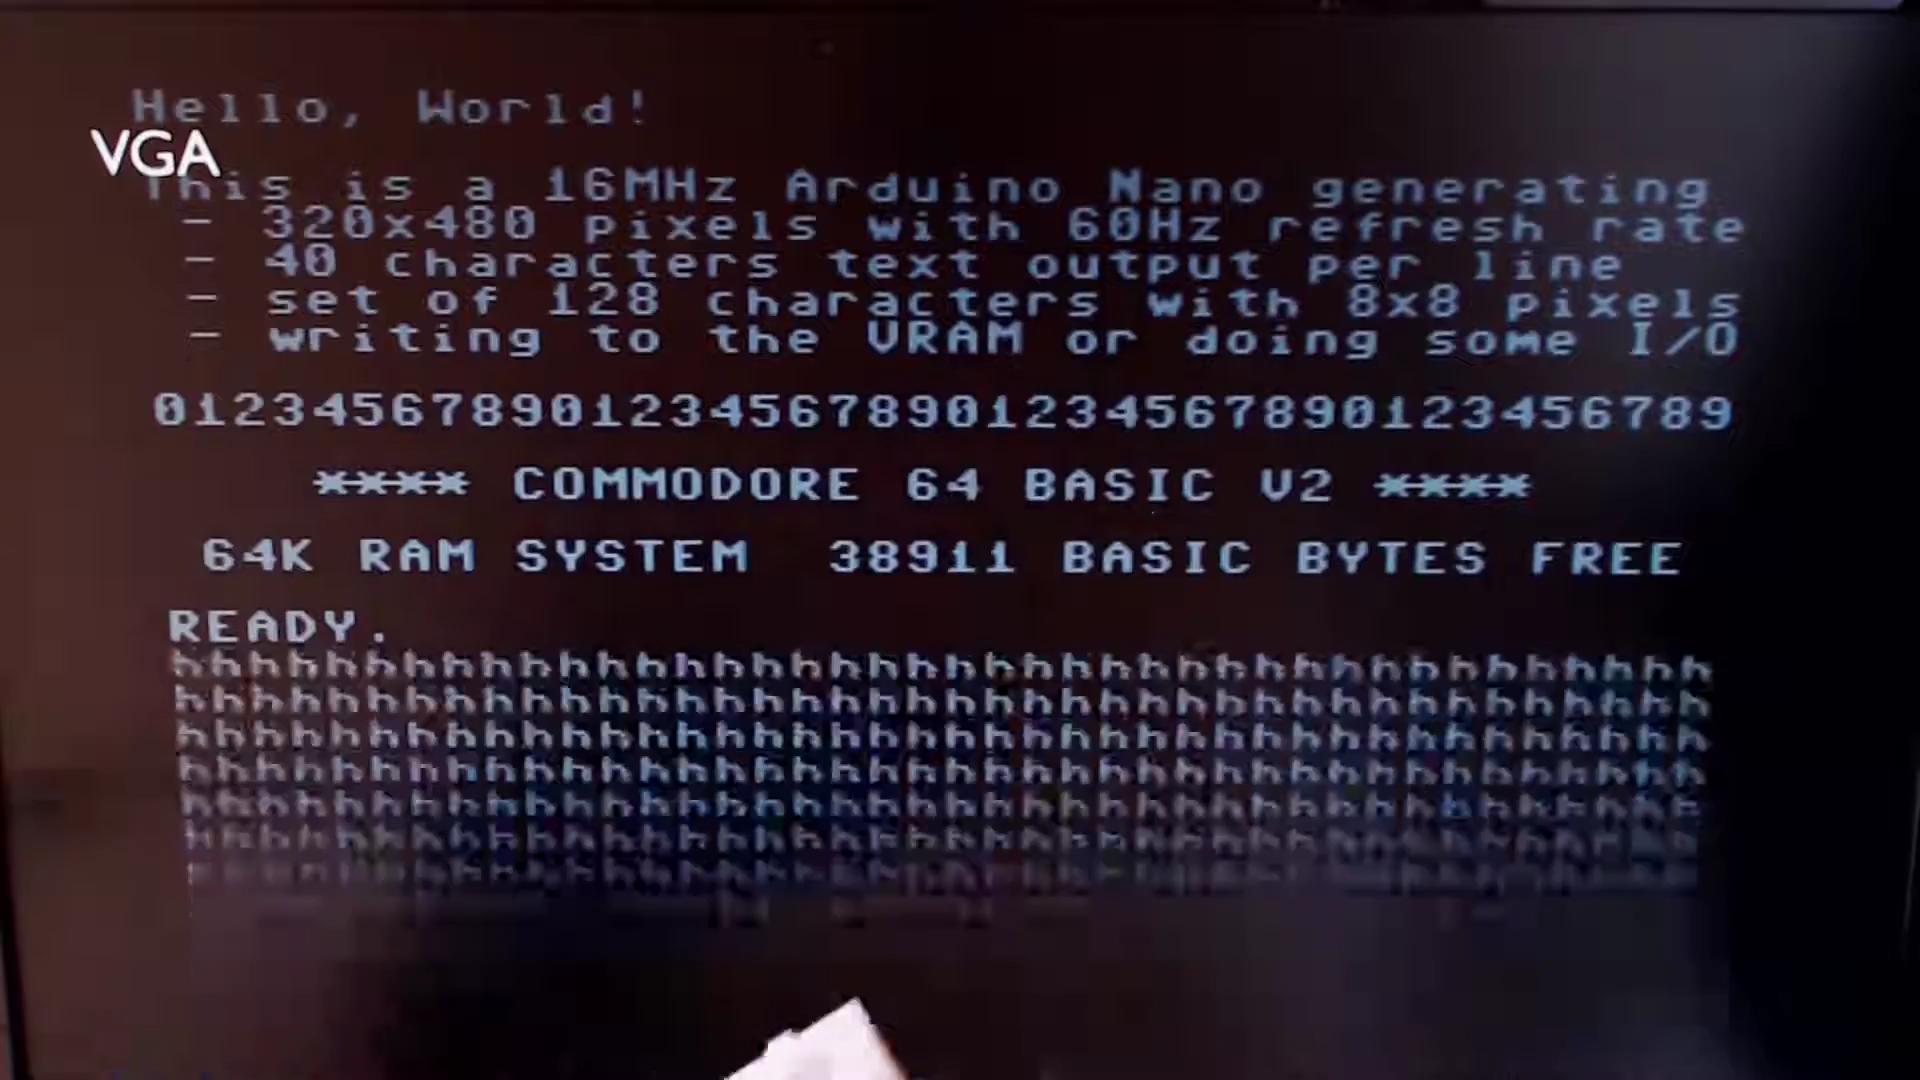 Hello, World!
VGA
This is a 16MHz Arduino Nano generating
- 320x480 pixels with 60Hz refresh rate
- 40 characters text output per line
- set of 128 characters with 8x8 pixels
- writing to the VRAM or doing some I/O
0123456789012345678901234567890123456789
**** COMMODORE 64 BASIC V2 ****
64K RAM SYSTEM  38911 BASIC BYTES FREE
READY.
hhhhhhhhhhhhhhhhhhhhhhhhhhhhhhhhhhhhhhhh
hhhhhhhhhhhhhhhhhhhhhhhhhhhhhhhhhhhhhhhh
hhhhhhhhhhhhhhhhhhhhhhhhhhhhhhhhhhhhhhhh
hhhhhhhhhhhhhhhhhhhhhhhhhhhhhhhhhhhhhhhh
hhhhhhhhhhhhhhhhhhhhhhhhhhhhhhhhhhhhhhhh
hhhhhhhhhhhhhhhhhhhhhhhhhhhhhhhhhhhhhhhh